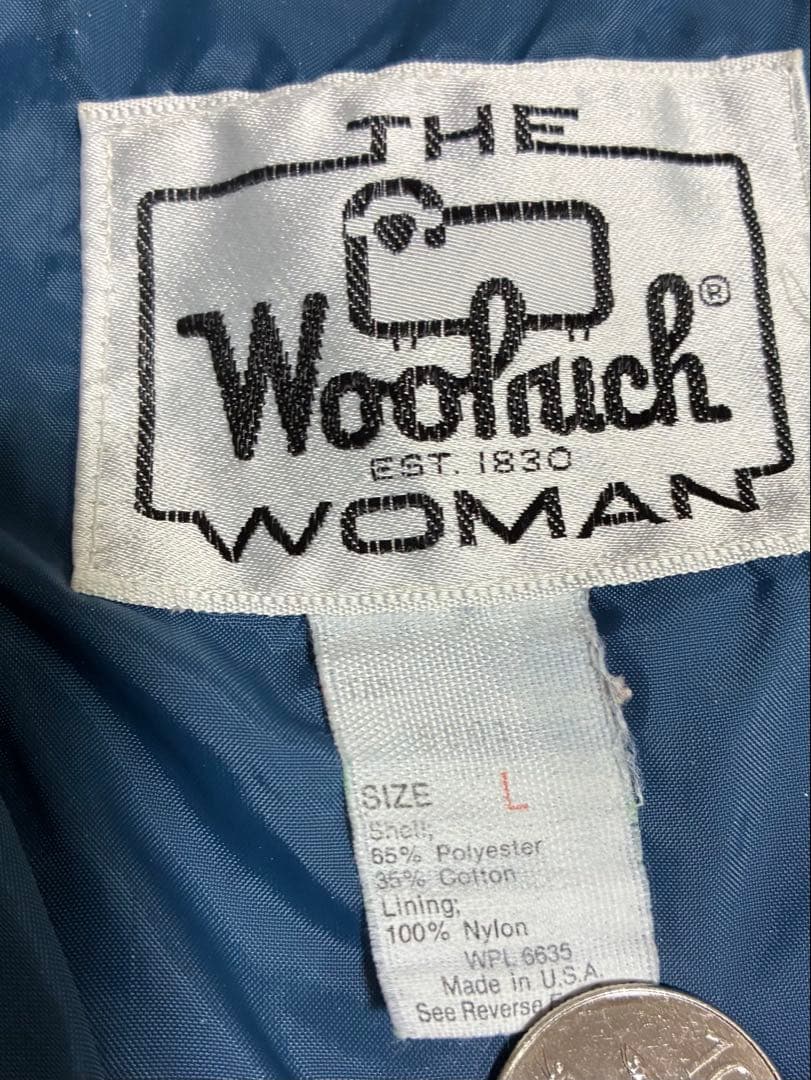 THE
Woolrich®
EST. 1830
WOMAN
SIZE L
Shell;
65% Polyester
35% Cotton
Lining;
100% Nylon
WPL 6635
Made in U.S.A.
See Reverse